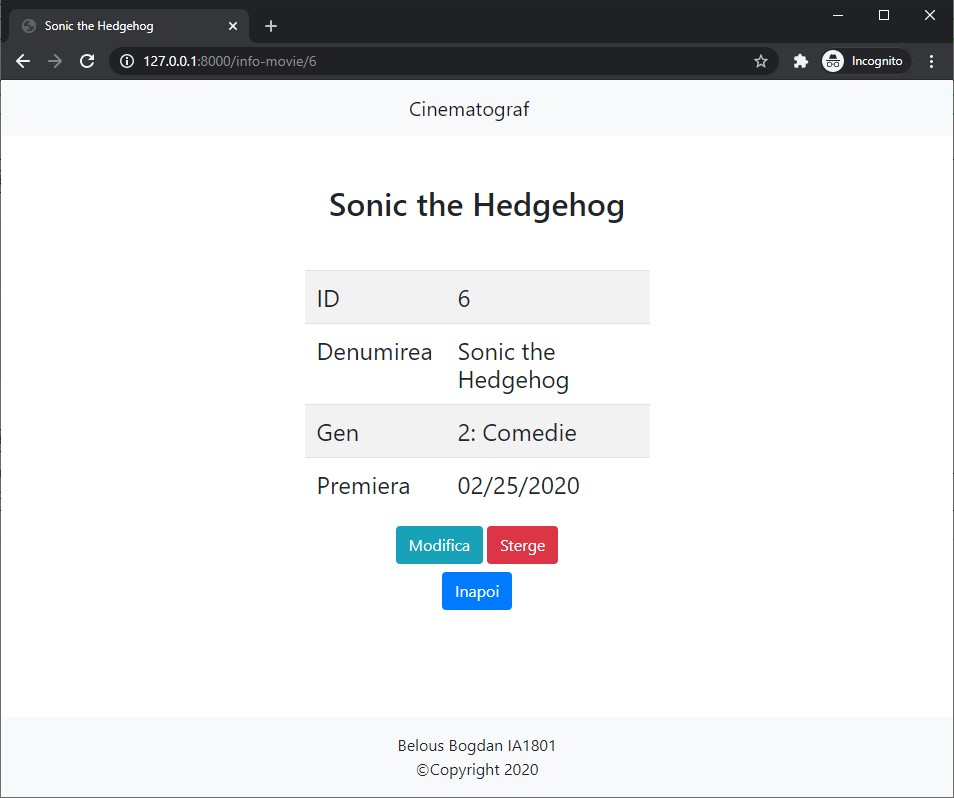 Sonic the Hedgehog
127.0.0.1:8000/info-movie/6
Incognito
Cinematograf
Sonic the Hedgehog
ID 6
Denumirea Sonic the
Hedgehog
Gen 2: Comedie
Premiera 02/25/2020
Modifica Sterge
Inapoi
Belous Bogdan IA1801
©Copyright 2020